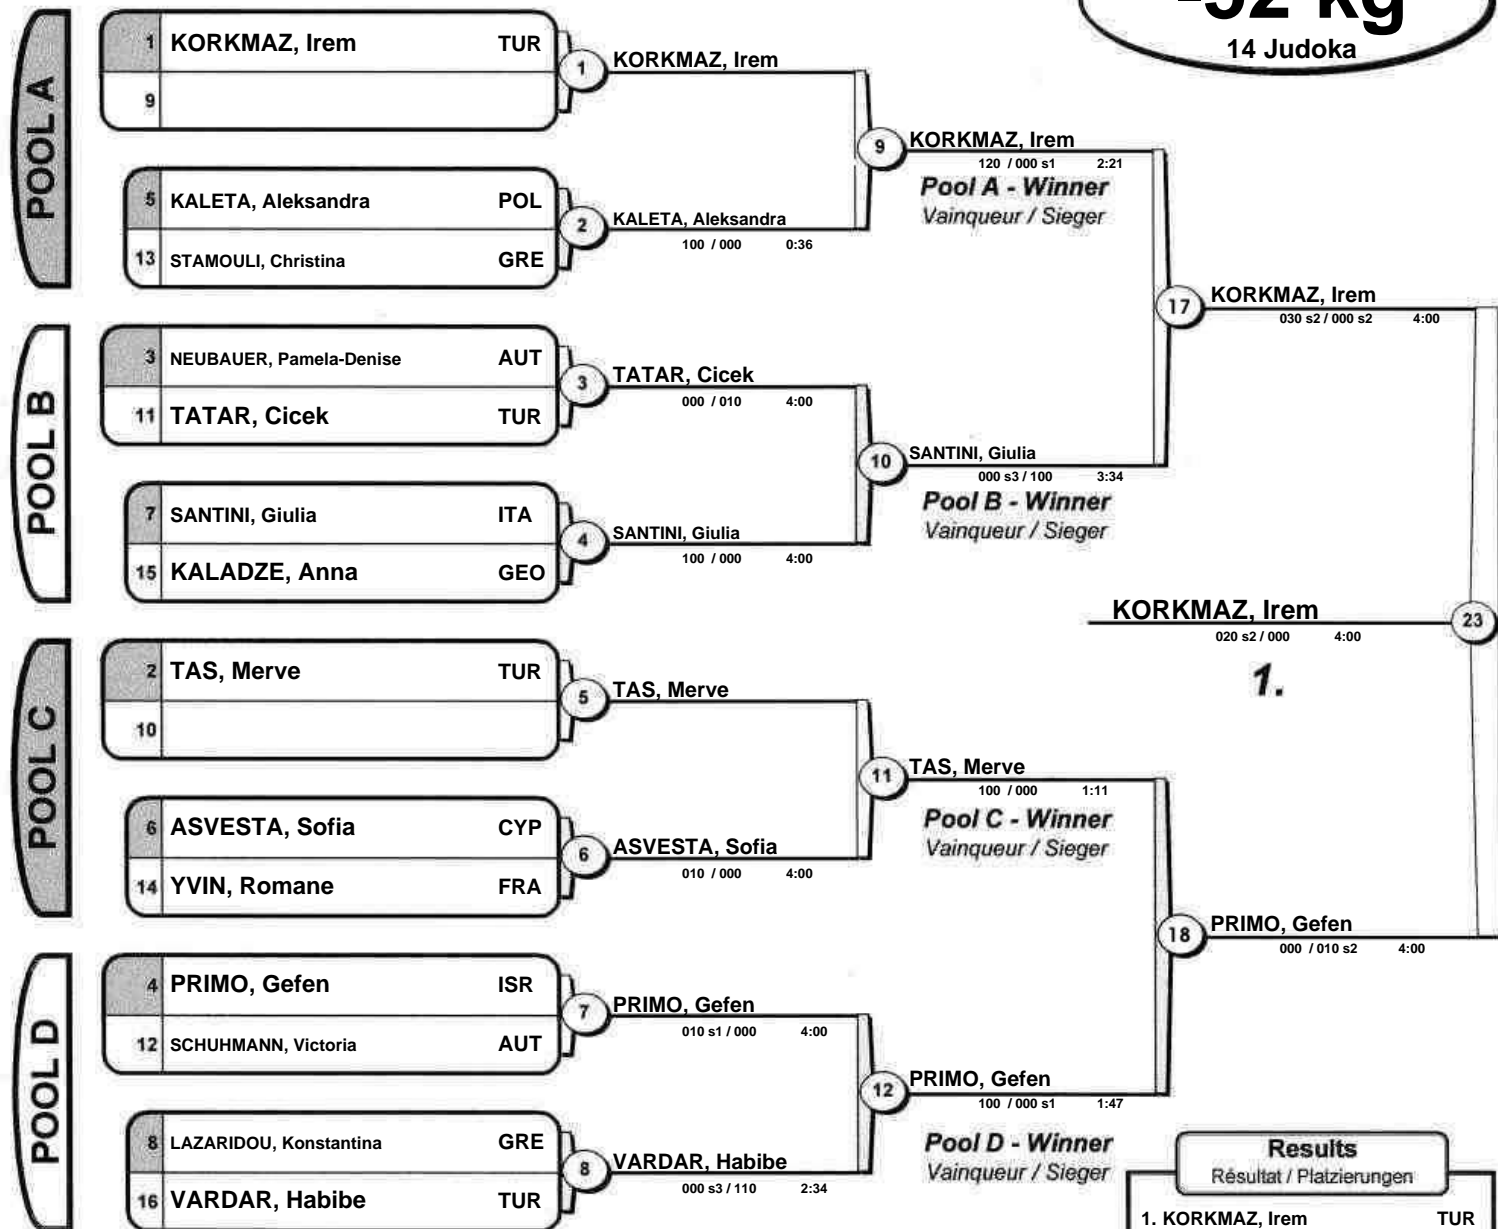 -52 kg
14 Judoka
POOL A
1 KORKMAZ, Irem TUR
9
1
KORKMAZ, Irem
5 KALETA, Aleksandra POL
13 STAMOULI, Christina GRE
2
KALETA, Aleksandra
100 / 000 0:36
9
KORKMAZ, Irem
120 / 000 s1 2:21
Pool A - Winner
Vainqueur / Sieger
POOL B
3 NEUBAUER, Pamela-Denise AUT
11 TATAR, Cicek TUR
3
TATAR, Cicek
000 / 010 4:00
7 SANTINI, Giulia ITA
15 KALADZE, Anna GEO
4
SANTINI, Giulia
100 / 000 4:00
10
SANTINI, Giulia
000 s3 / 100 3:34
Pool B - Winner
Vainqueur / Sieger
17
KORKMAZ, Irem
030 s2 / 000 s2 4:00
KORKMAZ, Irem
020 s2 / 000 4:00
23
1.
POOL C
2 TAS, Merve TUR
10
5
TAS, Merve
6 ASVESTA, Sofia CYP
14 YVIN, Romane FRA
6
ASVESTA, Sofia
010 / 000 4:00
11
TAS, Merve
100 / 000 1:11
Pool C - Winner
Vainqueur / Sieger
18
PRIMO, Gefen
000 / 010 s2 4:00
POOL D
4 PRIMO, Gefen ISR
12 SCHUHMANN, Victoria AUT
7
PRIMO, Gefen
010 s1 / 000 4:00
8 LAZARIDOU, Konstantina GRE
16 VARDAR, Habibe TUR
8
VARDAR, Habibe
000 s3 / 110 2:34
12
PRIMO, Gefen
100 / 000 s1 1:47
Pool D - Winner
Vainqueur / Sieger
Results
Résultat / Platzierungen
1. KORKMAZ, Irem TUR